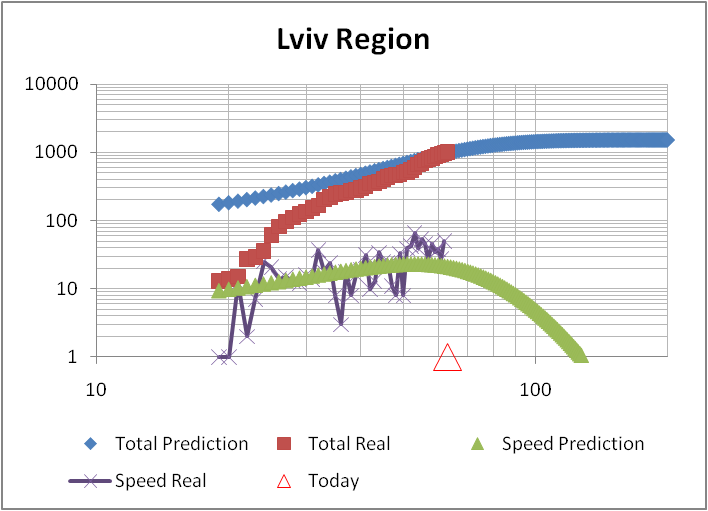 Lviv Region
10000
1000
100
10
1
10 100
Total Prediction Total Real Speed Prediction
Speed Real Today